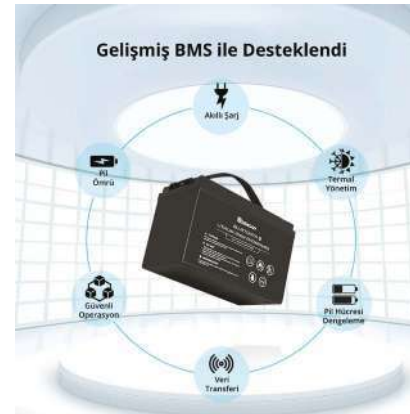 Gelişmiş BMS ile Desteklendi
Akıllı Şarj
Pil
Ömrü
Termal
Yönetim
Güvenli
Operasyon
Pil Hücresi
Dengeleme
Veri
Transferi